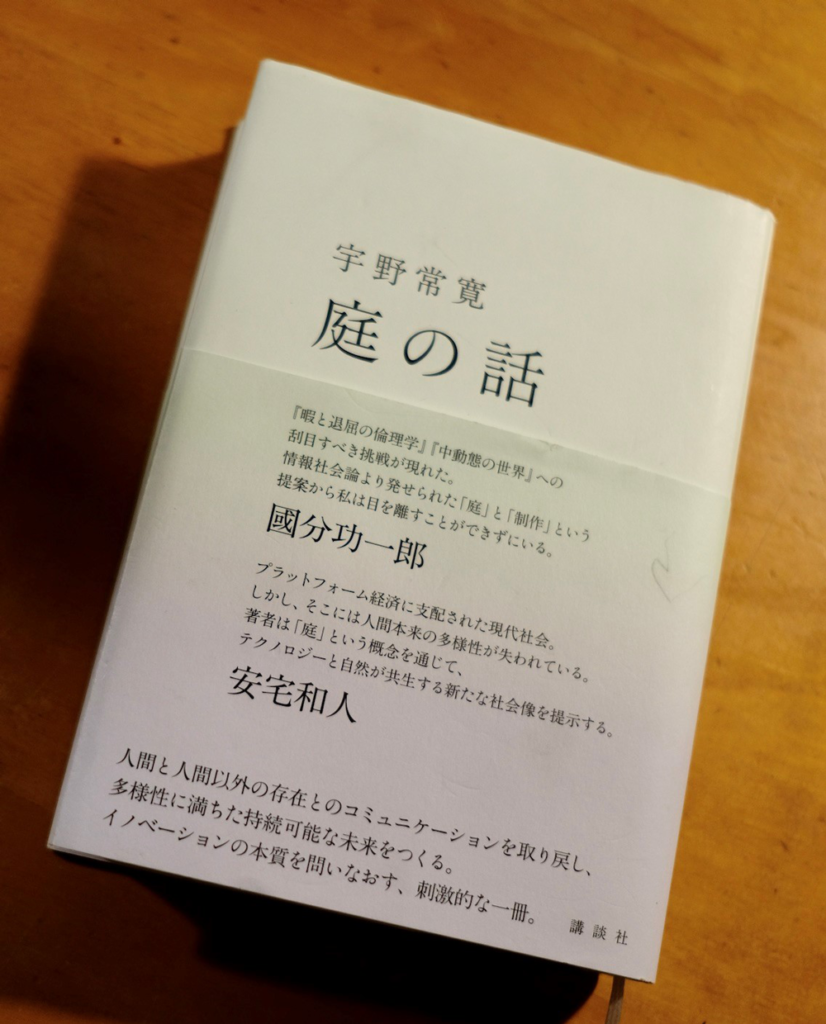 宇野常寛
庭の話
『暇と退屈の倫理学』『中動態の世界』への
刮目すべき挑戦が現れた。
情報社会論より発せられた「庭」と「制作」という
提案から私は目を離すことができずにいる。
國分功一郎
プラットフォーム経済に支配された現代社会。
しかし、そこには人間本来の多様性が失われている。
著者は「庭」という概念を通じて、
テクノロジーと自然が共生する新たな社会像を提示する。
安宅和人
人間と人間以外の存在とのコミュニケーションを取り戻し、
多様性に満ちた持続可能な未来をつくる。
イノベーションの本質を問いなおす、刺激的な一冊。
講談社